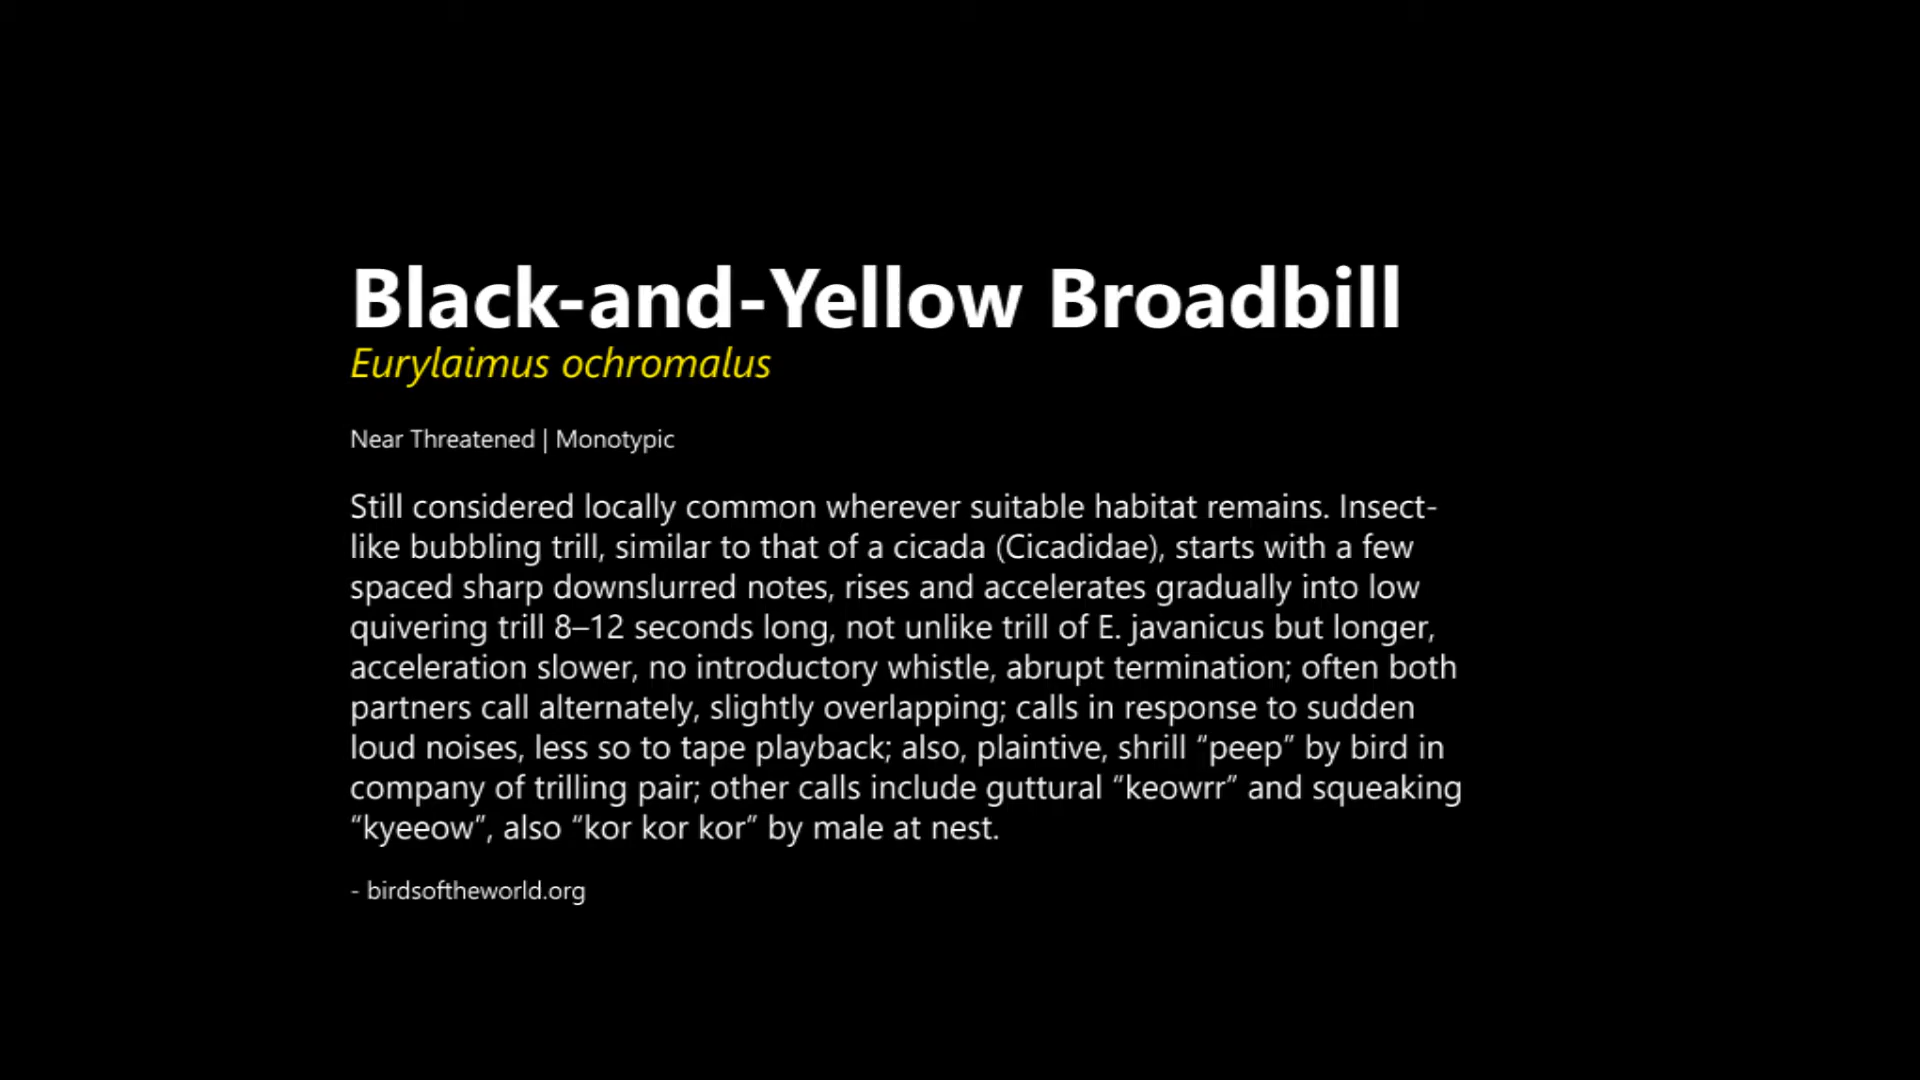 Black-and-Yellow Broadbill
Eurylaimus ochromalus
Near Threatened | Monotypic
Still considered locally common wherever suitable habitat remains. Insect-
like bubbling trill, similar to that of a cicada (Cicadidae), starts with a few
spaced sharp downslurred notes, rises and accelerates gradually into low
quivering trill 8–12 seconds long, not unlike trill of E. javanicus but longer,
acceleration slower, no introductory whistle, abrupt termination; often both
partners call alternately, slightly overlapping; calls in response to sudden
loud noises, less so to tape playback; also, plaintive, shrill “peep” by bird in
company of trilling pair; other calls include guttural “keowrr” and squeaking
“kyeeow”, also “kor kor kor” by male at nest.
- birdsoftheworld.org